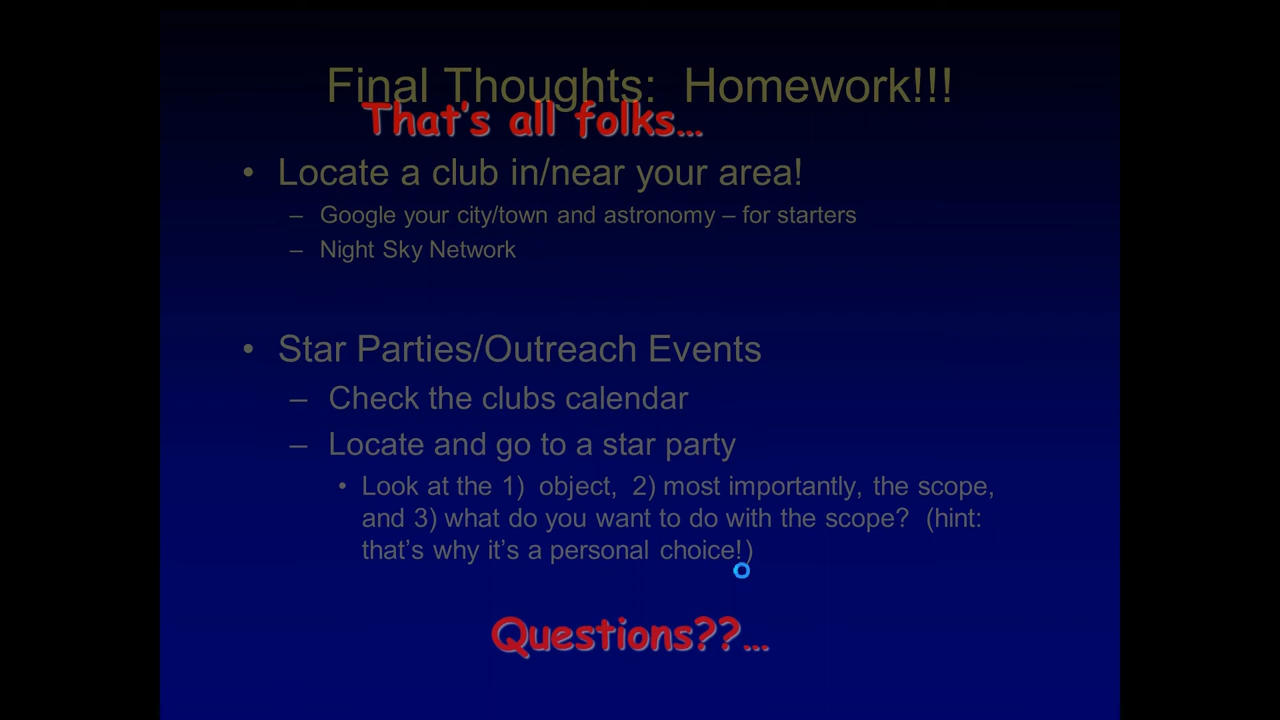 Final Thoughts: Homework!!!
That's all folks…
• Locate a club in/near your area!
– Google your city/town and astronomy – for starters
– Night Sky Network
• Star Parties/Outreach Events
– Check the clubs calendar
– Locate and go to a star party
• Look at the 1) object, 2) most importantly, the scope,
and 3) what do you want to do with the scope? (hint:
that’s why it’s a personal choice!)
Questions??…